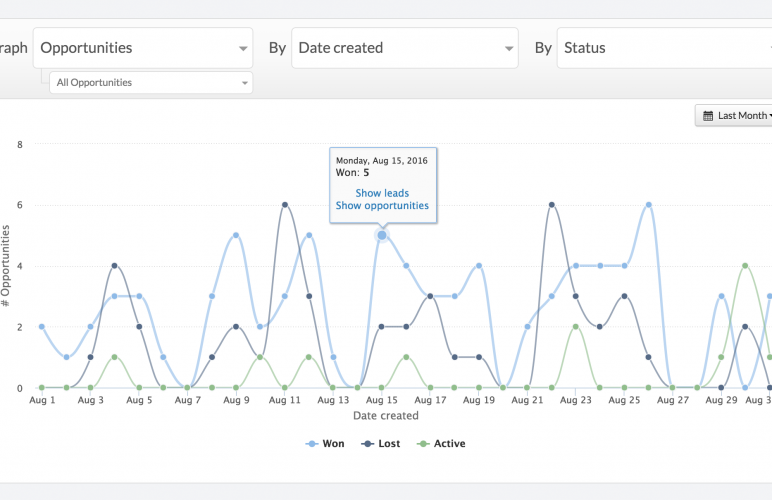 raph Opportunities By Date created By Status
All Opportunities
Last Month
8
6
4
2
0
# Opportunities
Monday, Aug 15, 2016
Won: 5
Show leads
Show opportunities
Aug 1 Aug 3 Aug 5 Aug 7 Aug 9 Aug 11 Aug 13 Aug 15 Aug 17 Aug 19 Aug 21 Aug 23 Aug 25 Aug 27 Aug 29 Aug 3
Date created
Won Lost Active